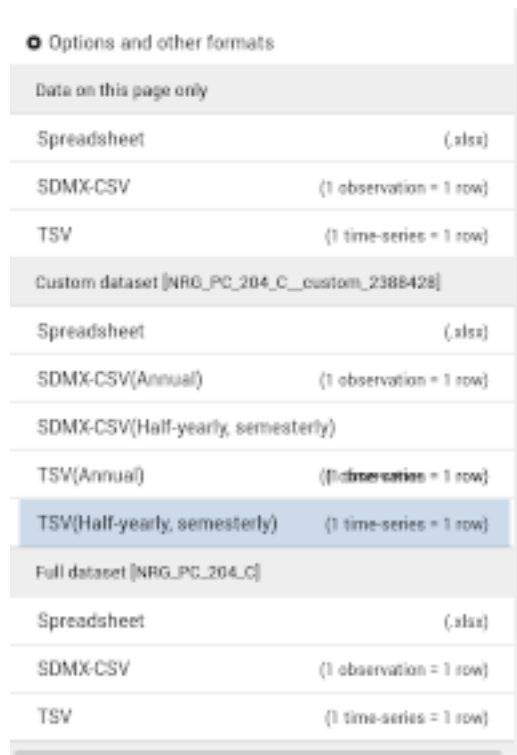 Options and other formats
Data on this page only
Spreadsheet (.xlsx)
SDMX-CSV (1 observation = 1 row)
TSV (1 time-series = 1 row)
Custom dataset [NRG_PC_204_C__custom_2388428]
Spreadsheet (.xlsx)
SDMX-CSV(Annual) (1 observation = 1 row)
SDMX-CSV(Half-yearly, semesterly)
TSV(Annual) = 1 row)
TSV(Half-yearly, semesterly) (1 time-series = 1 row)
Full dataset [NRG_PC_204_C]
Spreadsheet (.xlsx)
SDMX-CSV (1 observation = 1 row)
TSV (1 time-series = 1 row)